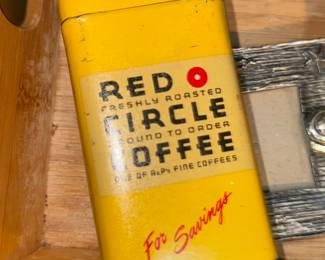 RED
FRESHLY ROASTED
CIRCLE
GROUND TO ORDER
COFFEE
ONE OF A&P's FINE COFFEES
For Savings